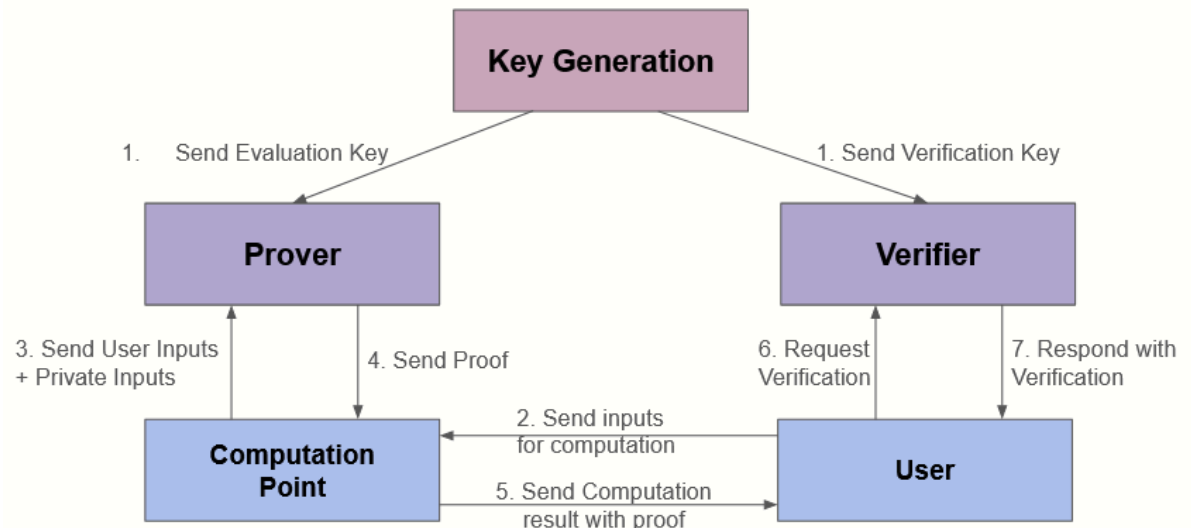 Key Generation
1. Send Evaluation Key
1. Send Verification Key
Prover
Verifier
3. Send User Inputs
+ Private Inputs
4. Send Proof
6. Request
Verification
7. Respond with
Verification
2. Send inputs
for computation
Computation
Point
User
5. Send Computation
result with proof